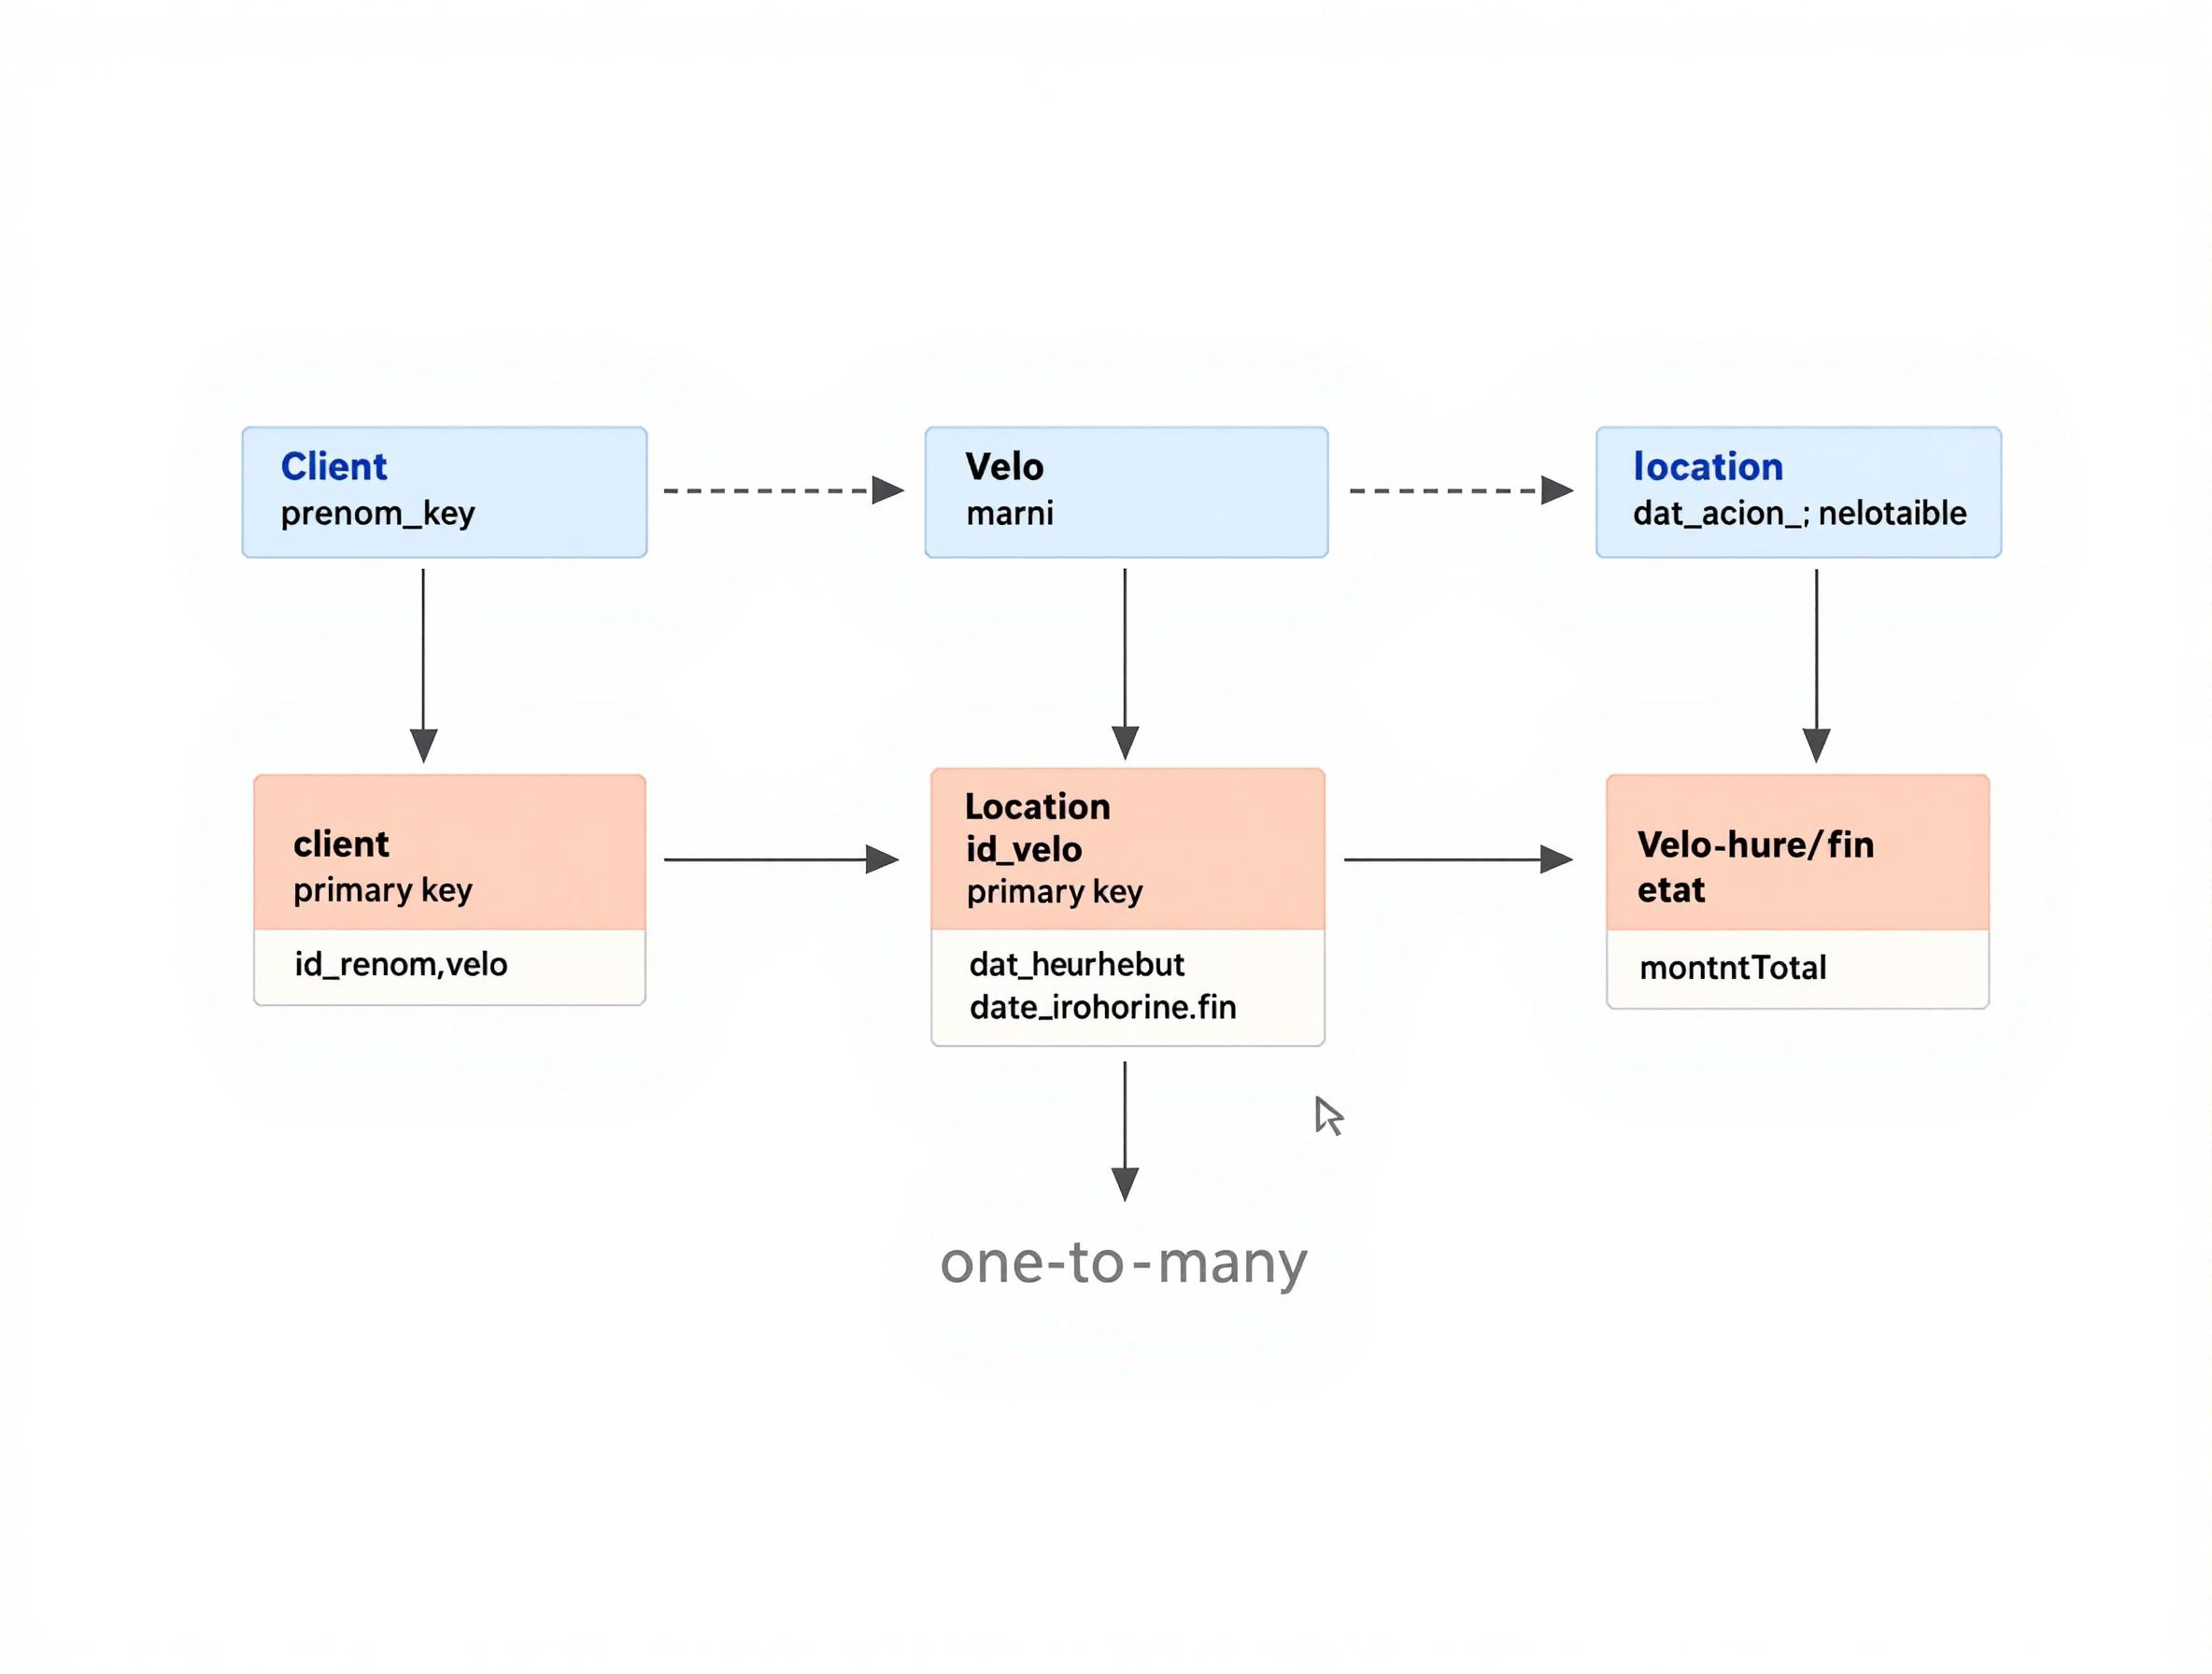 Client
prenom_key
Velo
marni
location
dat_acion_; nelotaible
client
primary key
id_renom,velo
Location
id_velo
primary key
dat_heurhebut
date_irohorine.fin
Velo-hure/fin
etat
montntTotal
one-to-many